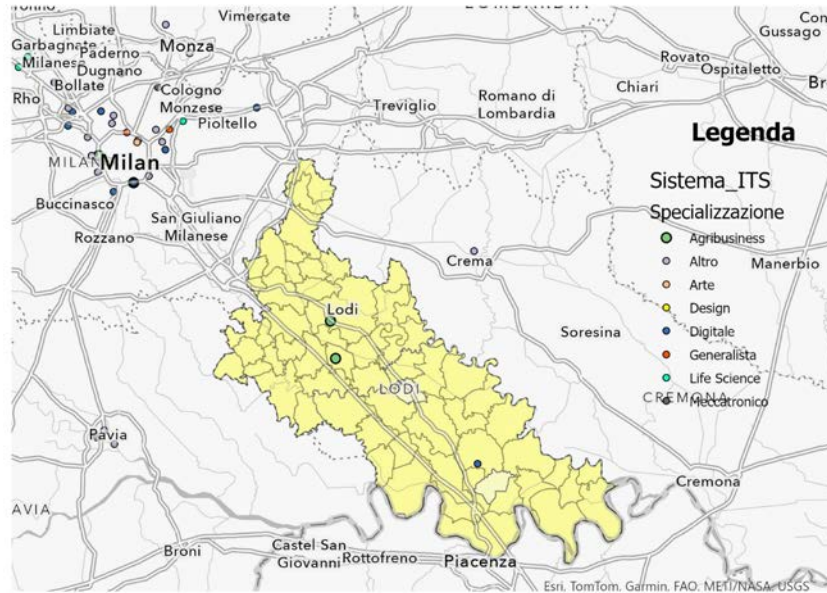 Limbiate
Vimercate
LOMBARDIA
Garbagnate
Milanese
Paderno
Dugnano
Monza
Gussago
Bollate
Rovato
Ospitaletto
Rho
Cologno
Monzese
Treviglio
Romano di
Lombardia
Chiari
Pioltello
Milan
Legenda
Sistema_ITS
Buccinasco
San Giuliano
Milanese
Specializzazione
Rozzano
Agribusiness
Crema
Altro
Manerbio
Arte
Design
Lodi
Digitale
Soresina
Generalista
LODI
Life Science
CREMONA
Meccatronico
Pavia
Cremona
AVIA
Broni
Castel San
Giovanni
Rottofreno
Piacenza
Esri, TomTom, Garmin, FAO, METI/NASA, USGS